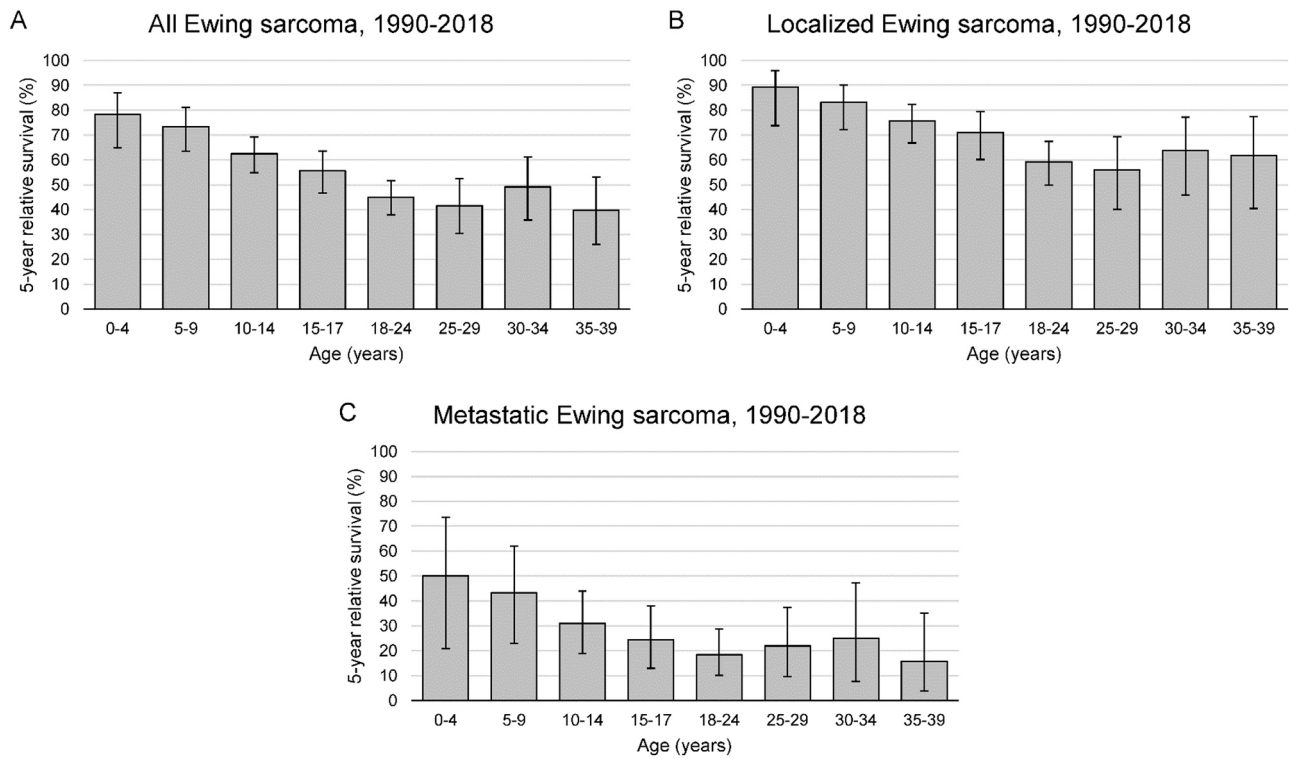 A
All Ewing sarcoma, 1990-2018
5-year relative survival (%)
100
90
80
70
60
50
40
30
20
10
0
0-4 5-9 10-14 15-17 18-24 25-29 30-34 35-39
Age (years)
B
Localized Ewing sarcoma, 1990-2018
5-year relative survival (%)
100
90
80
70
60
50
40
30
20
10
0
0-4 5-9 10-14 15-17 18-24 25-29 30-34 35-39
Age (years)
C
Metastatic Ewing sarcoma, 1990-2018
5-year relative survival (%)
100
90
80
70
60
50
40
30
20
10
0
0-4 5-9 10-14 15-17 18-24 25-29 30-34 35-39
Age (years)